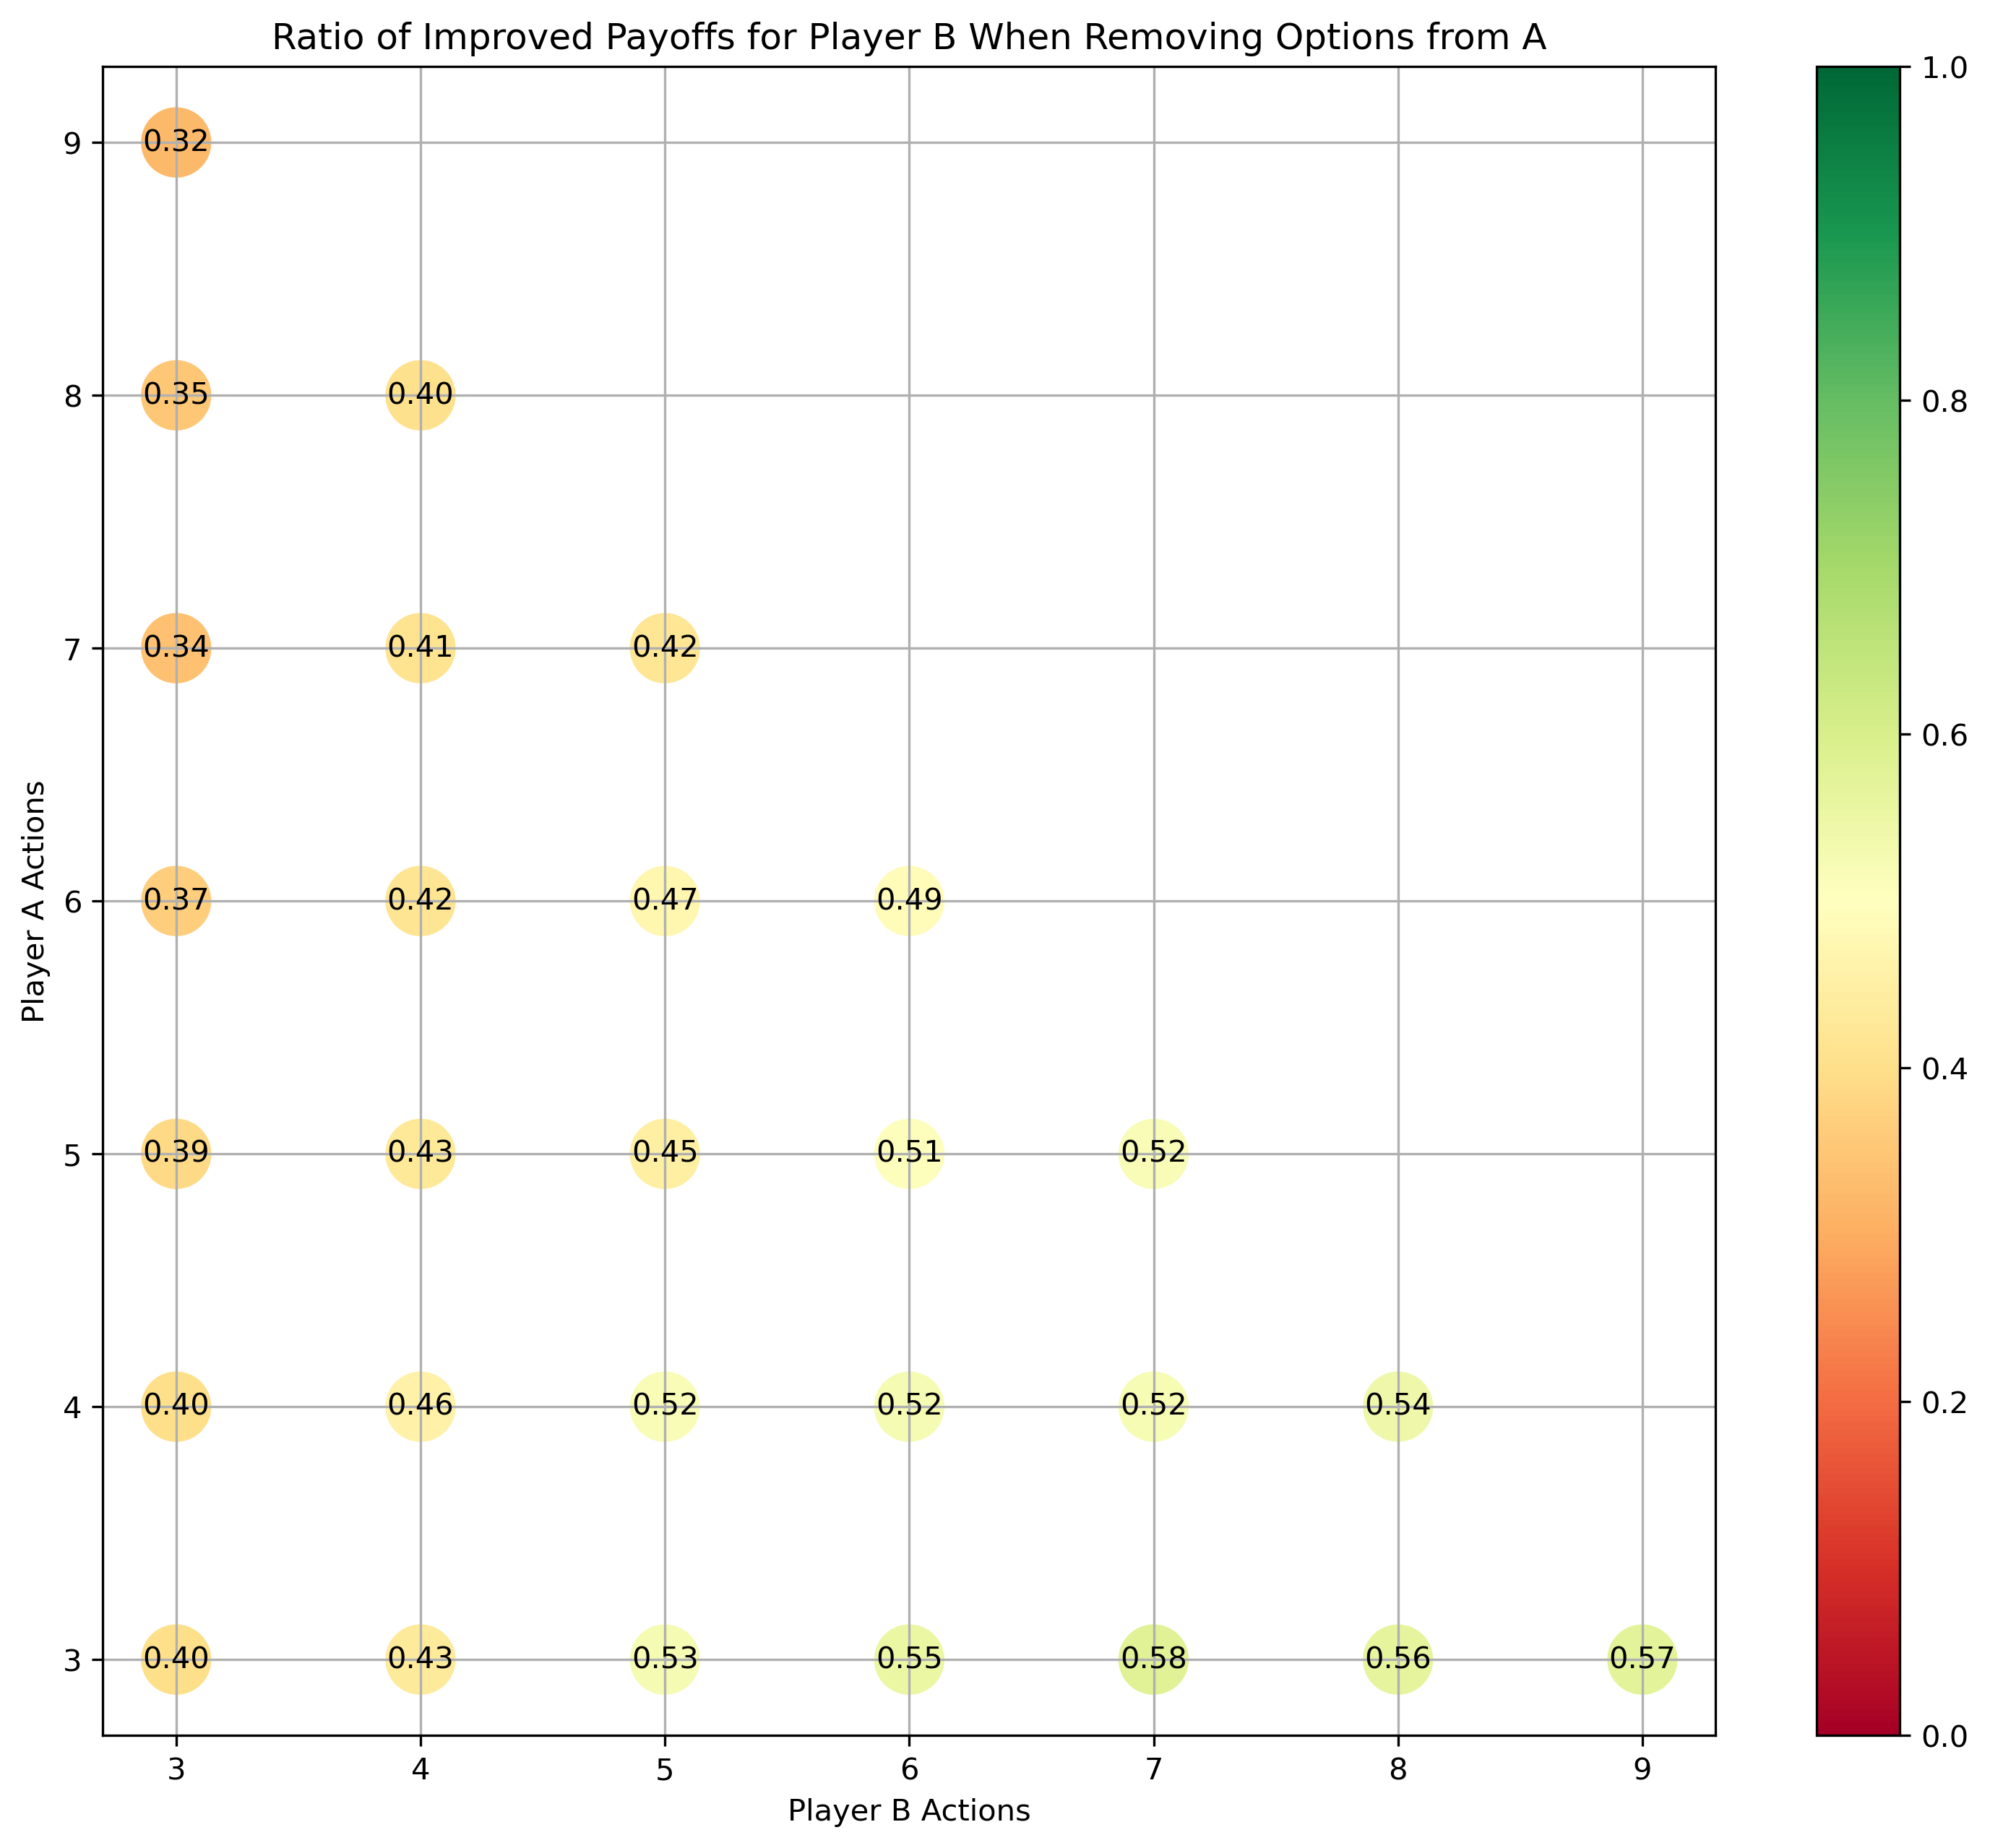 Ratio of Improved Payoffs for Player B When Removing Options from A
1.0
9
0.32
8
0.35 0.40
0.8
7
0.34 0.41 0.42
0.6
Player A Actions
6
0.37 0.42 0.47 0.49
0.4
5
0.39 0.43 0.45 0.51 0.52
0.2
4
0.40 0.46 0.52 0.52 0.52 0.54
3
0.40 0.43 0.53 0.55 0.58 0.56 0.57
0.0
3 4 5 6 7 8 9
Player B Actions